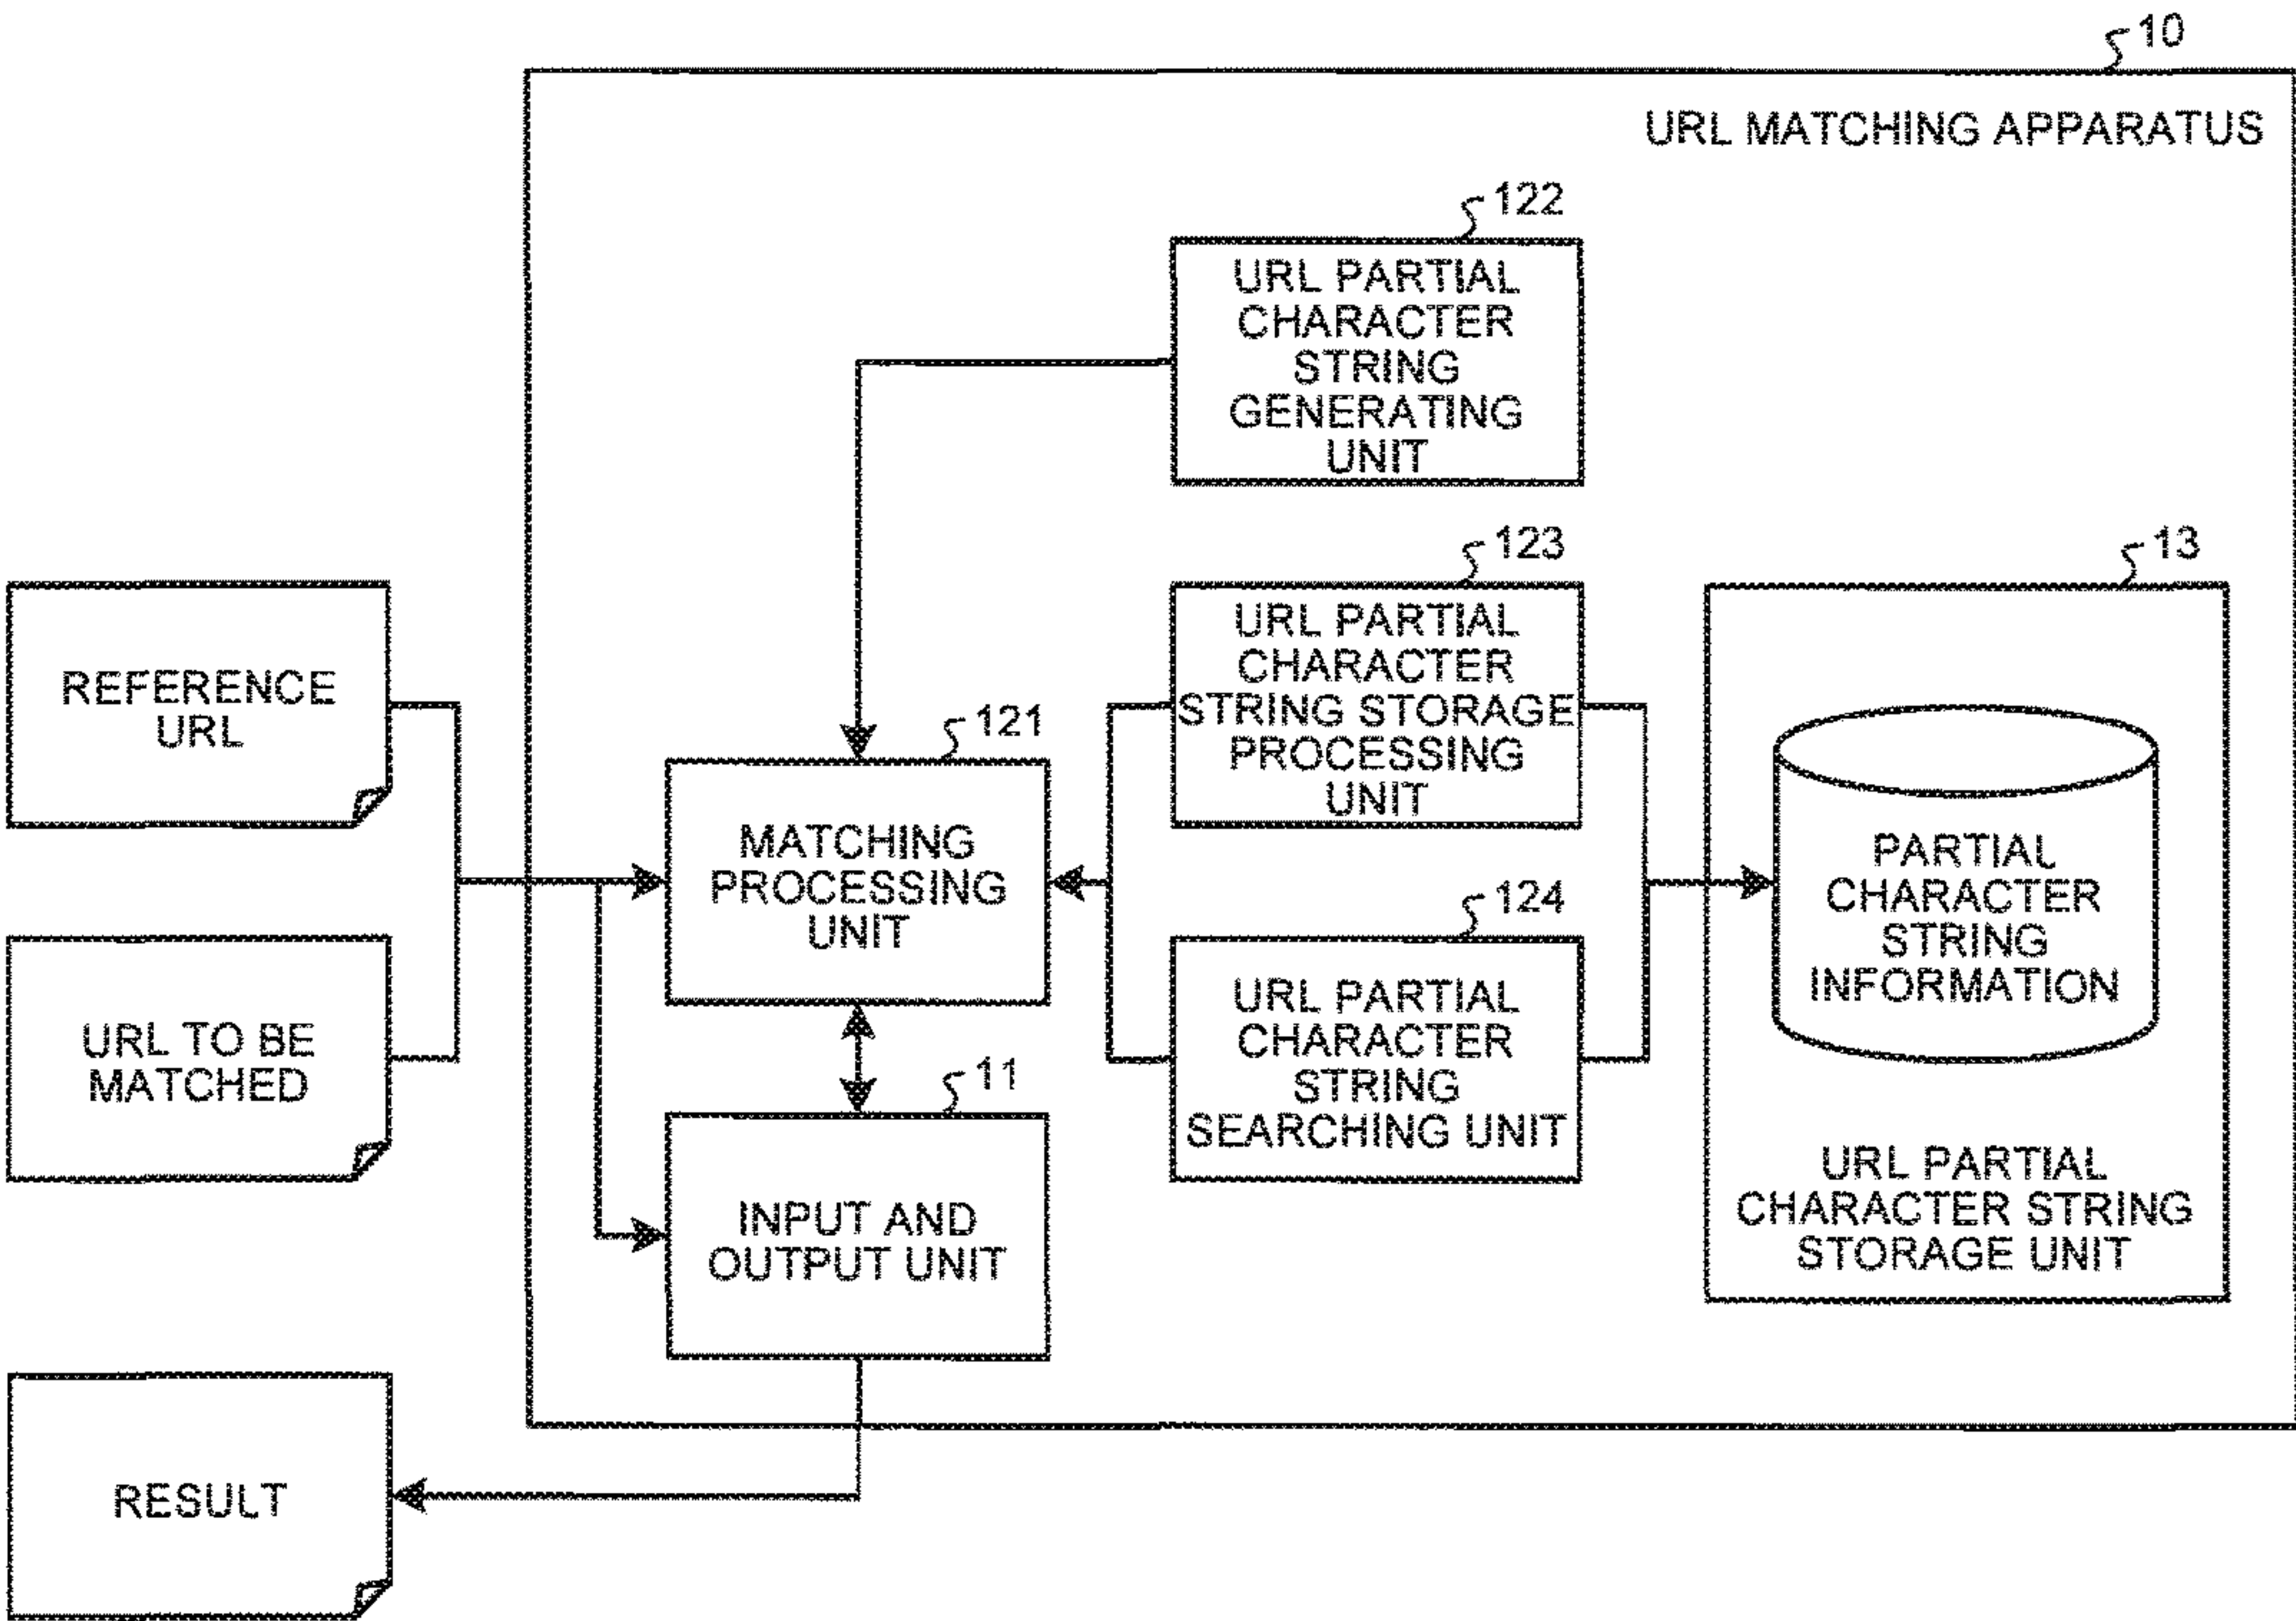 10
URL MATCHING APPARATUS
122
URL PARTIAL
CHARACTER
STRING
GENERATING
UNIT
123
URL PARTIAL
CHARACTER
STRING STORAGE
PROCESSING
UNIT
13
PARTIAL
CHARACTER
STRING
INFORMATION
URL PARTIAL
CHARACTER STRING
STORAGE UNIT
REFERENCE
URL
121
MATCHING
PROCESSING
UNIT
124
URL PARTIAL
CHARACTER
STRING
SEARCHING UNIT
URL TO BE
MATCHED
11
INPUT AND
OUTPUT UNIT
RESULT